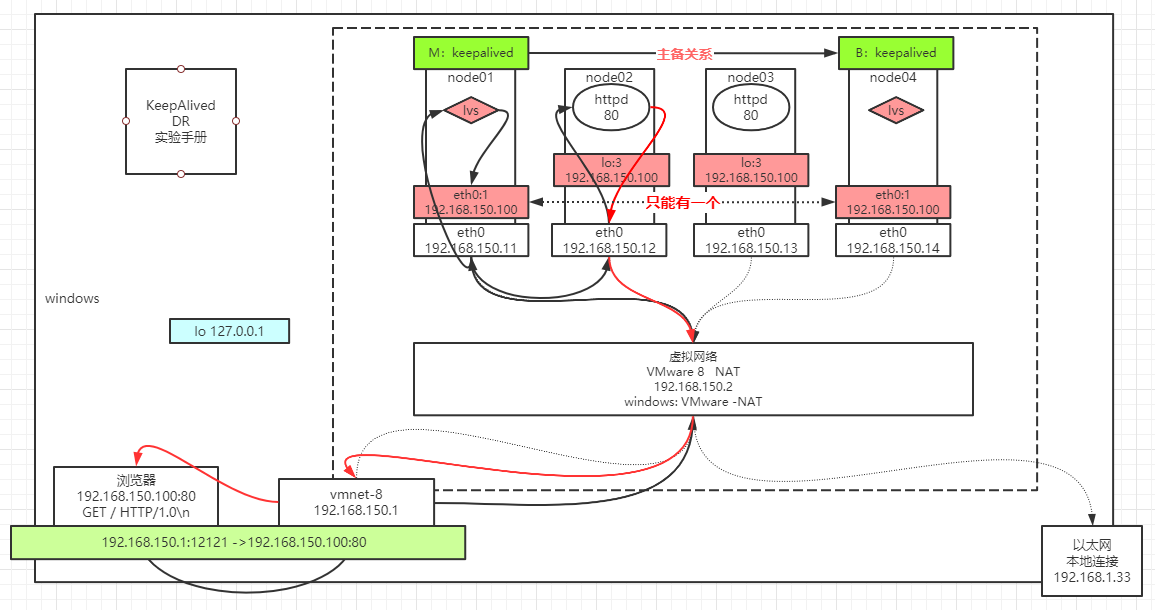 M: keepalived
主备关系
B: keepalived
node01
node02
node03
node04
KeepAlived
DR
实验手册
lvs
httpd
80
httpd
80
lvs
lo:3
192.168.150.100
lo:3
192.168.150.100
eth0:1
192.168.150.100
只能有一个
eth0:1
192.168.150.100
eth0
192.168.150.11
eth0
192.168.150.12
eth0
192.168.150.13
eth0
192.168.150.14
windows
lo 127.0.0.1
虚拟网络
VMware 8 NAT
192.168.150.2
windows: VMware -NAT
浏览器
192.168.150.100:80
GET / HTTP/1.0\n
vmnet-8
192.168.150.1
192.168.150.1:12121 ->192.168.150.100:80
以太网
本地连接
192.168.1.33